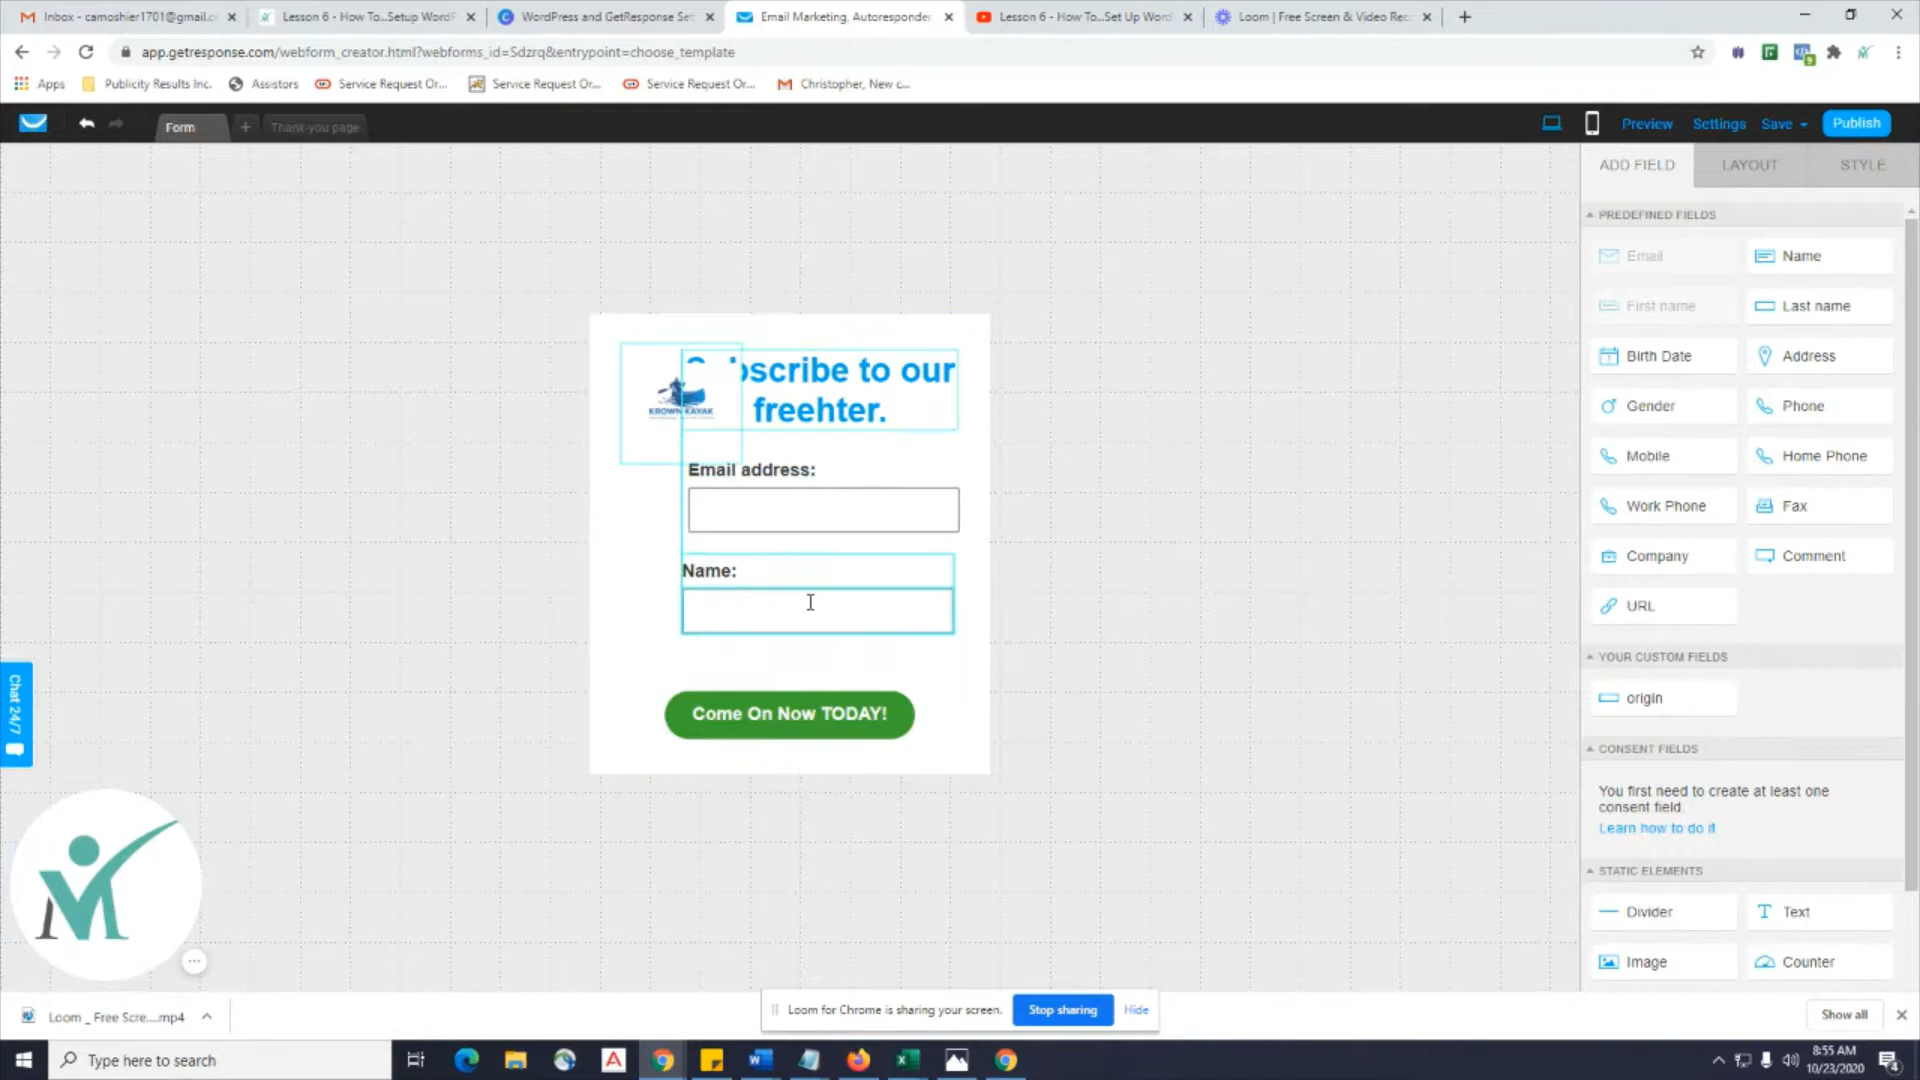 Inbox - camoshier1701@gmail.c
Lesson 6 - How To...Setup WordP
WordPress and GetResponse Set
Email Marketing, Autoresponder
Lesson 6 - How To...Set Up Word
Loom | Free Screen & Video Rec
app.getresponse.com/webform_creator.html?webforms_id=Sdzrq&entrypoint=choose_template
Apps
Publicity Results Inc.
Assistors
Service Request Or...
Service Request Or...
Service Request Or...
Christopher, New c...
Form
Thank-you page
Preview
Settings
Save
Publish
ADD FIELD
LAYOUT
STYLE
PREDEFINED FIELDS
Email
Name
First name
Last name
Birth Date
Address
Gender
Phone
Mobile
Home Phone
Work Phone
Fax
Company
Comment
URL
YOUR CUSTOM FIELDS
origin
CONSENT FIELDS
You first need to create at least one
consent field.
Learn how to do it
STATIC ELEMENTS
Divider
Text
Image
Counter
bscribe to our
freehter.
KROWN KAYAK
Email address:
Name:
Come On Now TODAY!
Chat 24/7
Loom _ Free Scre....mp4
Loom for Chrome is sharing your screen.
Stop sharing
Hide
Show all
Type here to search
8:55 AM
10/23/2020